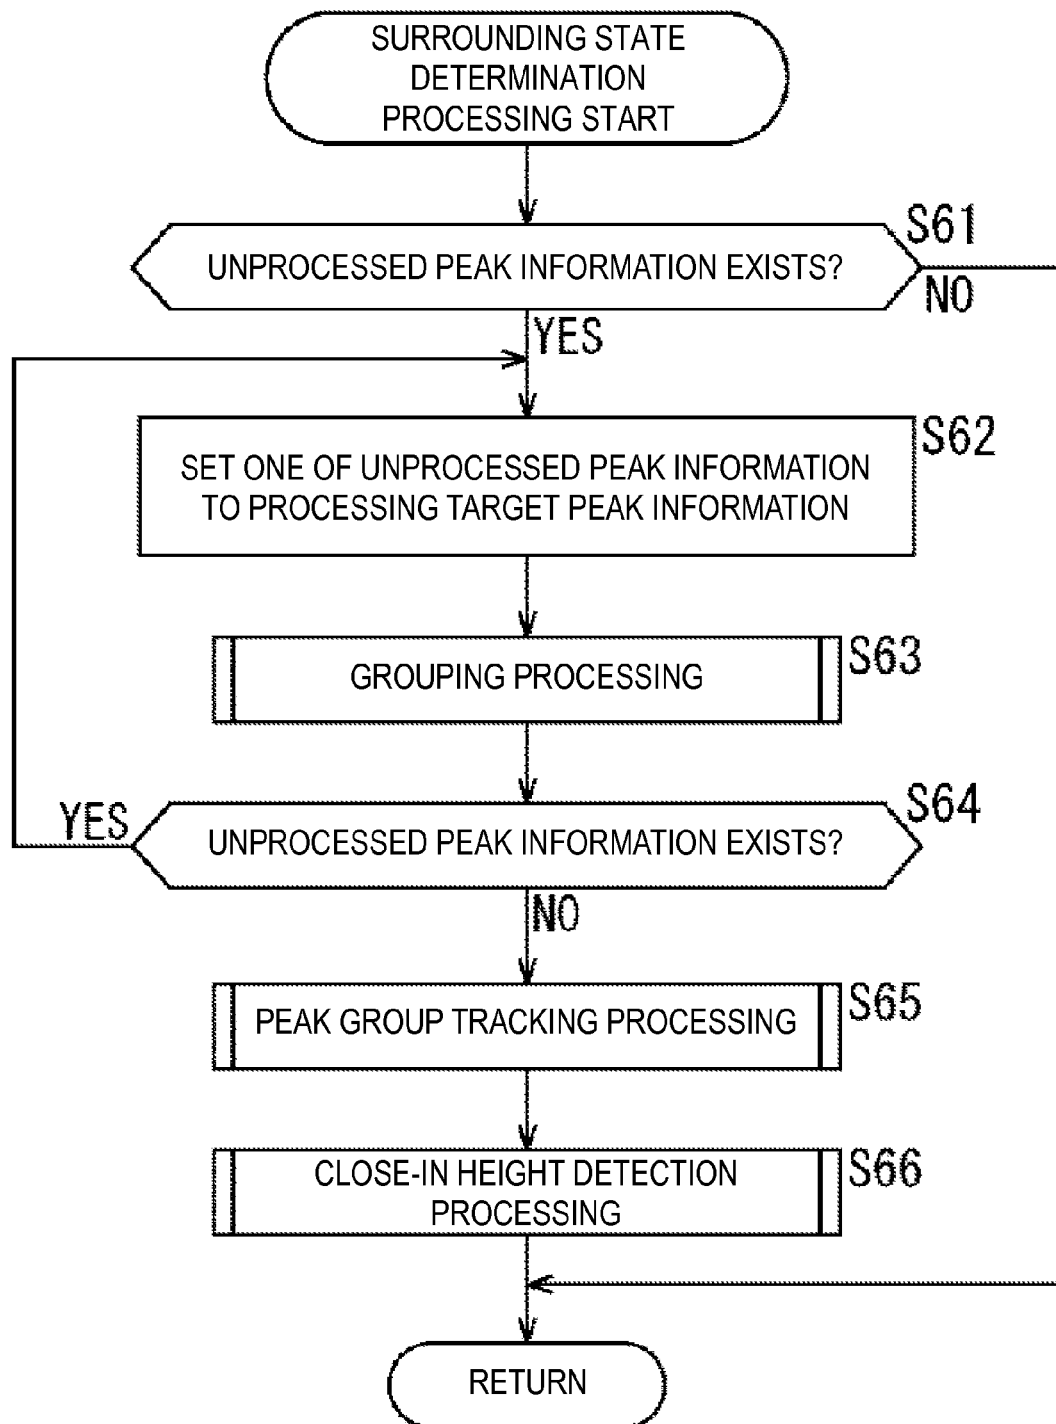 SURROUNDING STATE
DETERMINATION
PROCESSING START
S61
UNPROCESSED PEAK INFORMATION EXISTS?
NO
YES
S62
SET ONE OF UNPROCESSED PEAK INFORMATION
TO PROCESSING TARGET PEAK INFORMATION
S63
GROUPING PROCESSING
S64
YES
UNPROCESSED PEAK INFORMATION EXISTS?
NO
S65
PEAK GROUP TRACKING PROCESSING
S66
CLOSE-IN HEIGHT DETECTION
PROCESSING
RETURN